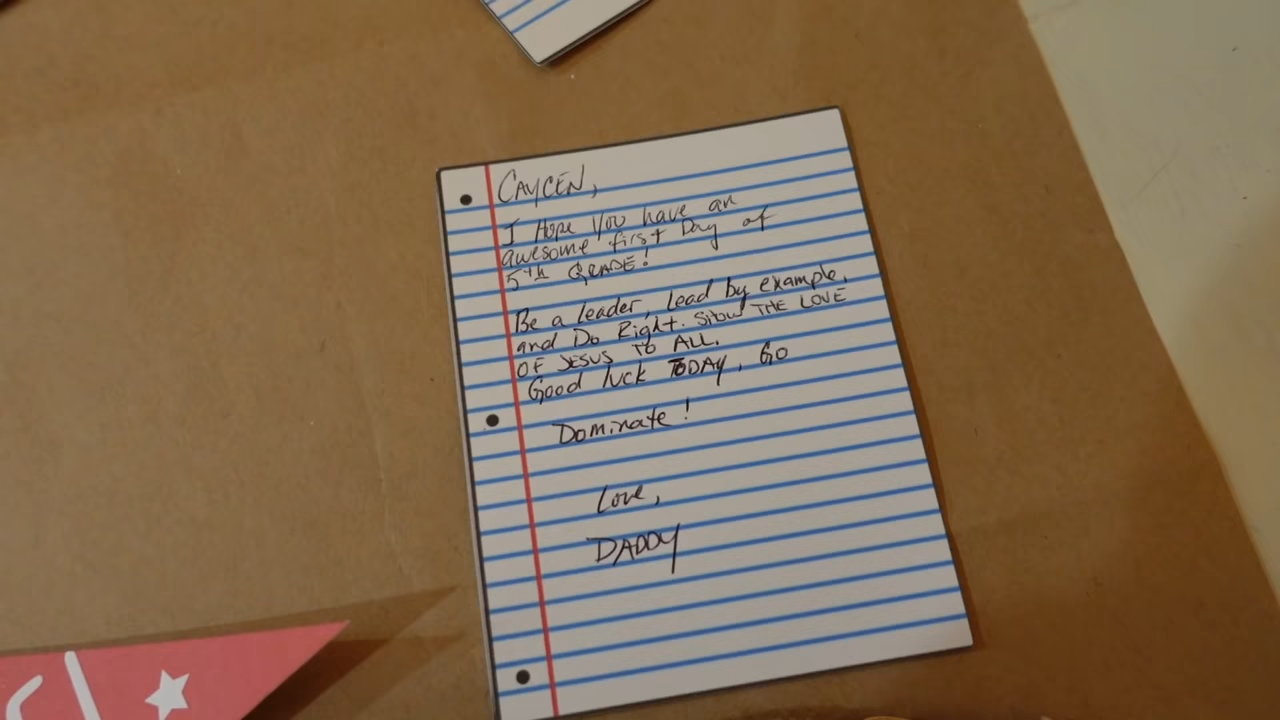 CAYCEN,
I HOPE YOU have an
awesome first Day of
5TH GRADE!
Be a leader, lead by example,
and Do Right. SHOW THE LOVE
OF JESUS TO ALL.
Good luck TODAY, GO
Dominate!
Love,
DADDY